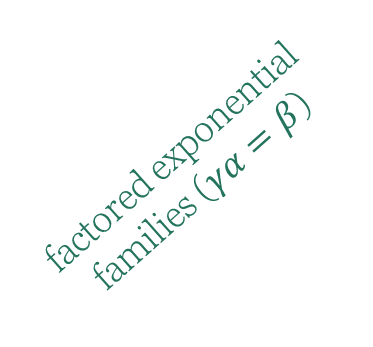 factored exponential
families (γα = β)